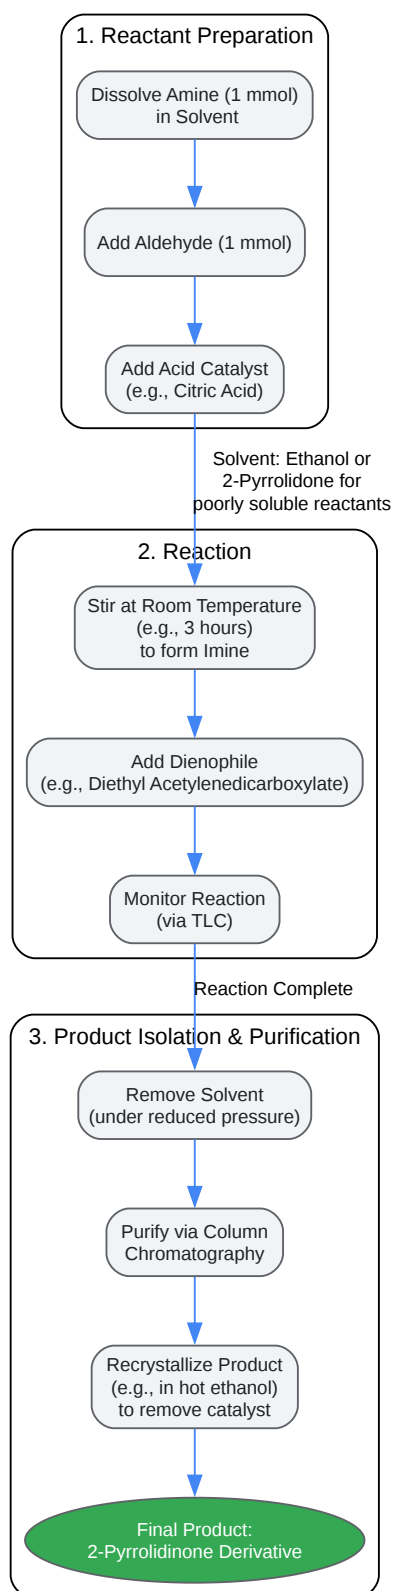 1. Reactant Preparation
Dissolve Amine (1 mmol)
in Solvent
Add Aldehyde (1 mmol)
Add Acid Catalyst
(e.g., Citric Acid)
Solvent: Ethanol or
2-Pyrrolidone for
poorly soluble reactants
2. Reaction
Stir at Room Temperature
(e.g., 3 hours)
to form Imine
Add Dienophile
(e.g., Diethyl Acetylenedicarboxylate)
Monitor Reaction
(via TLC)
Reaction Complete
3. Product Isolation & Purification
Remove Solvent
(under reduced pressure)
Purify via Column
Chromatography
Recrystallize Product
(e.g., in hot ethanol)
to remove catalyst
Final Product:
2-Pyrrolidinone Derivative